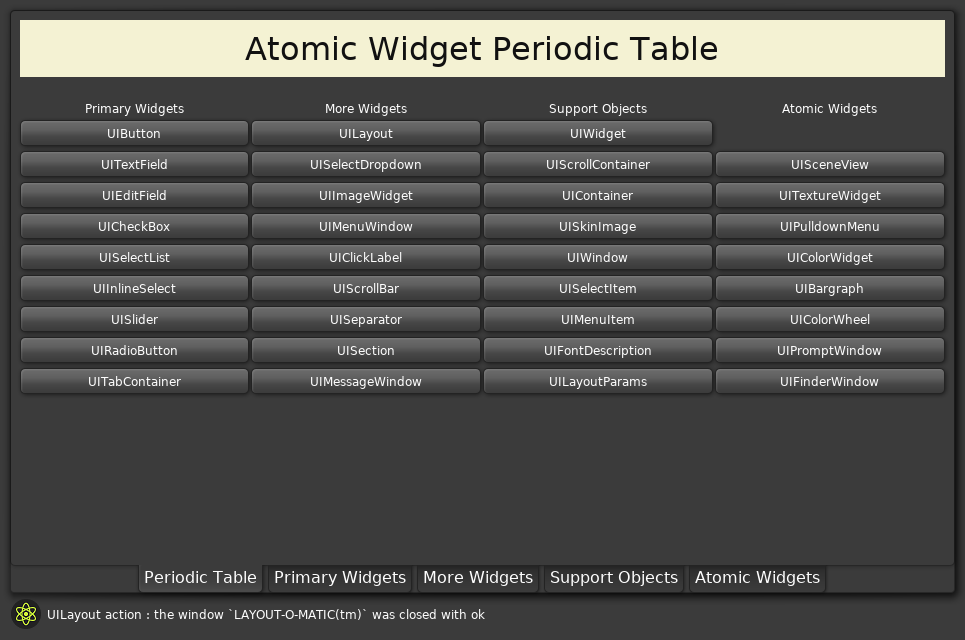 Atomic Widget Periodic Table
Primary Widgets More Widgets Support Objects Atomic Widgets
UIButton UILayout UIWidget
UITextField UISelectDropdown UIScrollContainer UISceneView
UIEditField UIImageWidget UIContainer UITextureWidget
UICheckBox UIMenuWindow UISkinImage UIPulldownMenu
UISelectList UIClickLabel UIWindow UIColorWidget
UIInlineSelect UIScrollBar UISelectItem UIBargraph
UISlider UISeparator UIMenuItem UIColorWheel
UIRadioButton UISection UIFontDescription UIPromptWindow
UITabContainer UIMessageWindow UILayoutParams UIFinderWindow
Periodic Table Primary Widgets More Widgets Support Objects Atomic Widgets
UILayout action : the window `LAYOUT-O-MATIC(tm)` was closed with ok